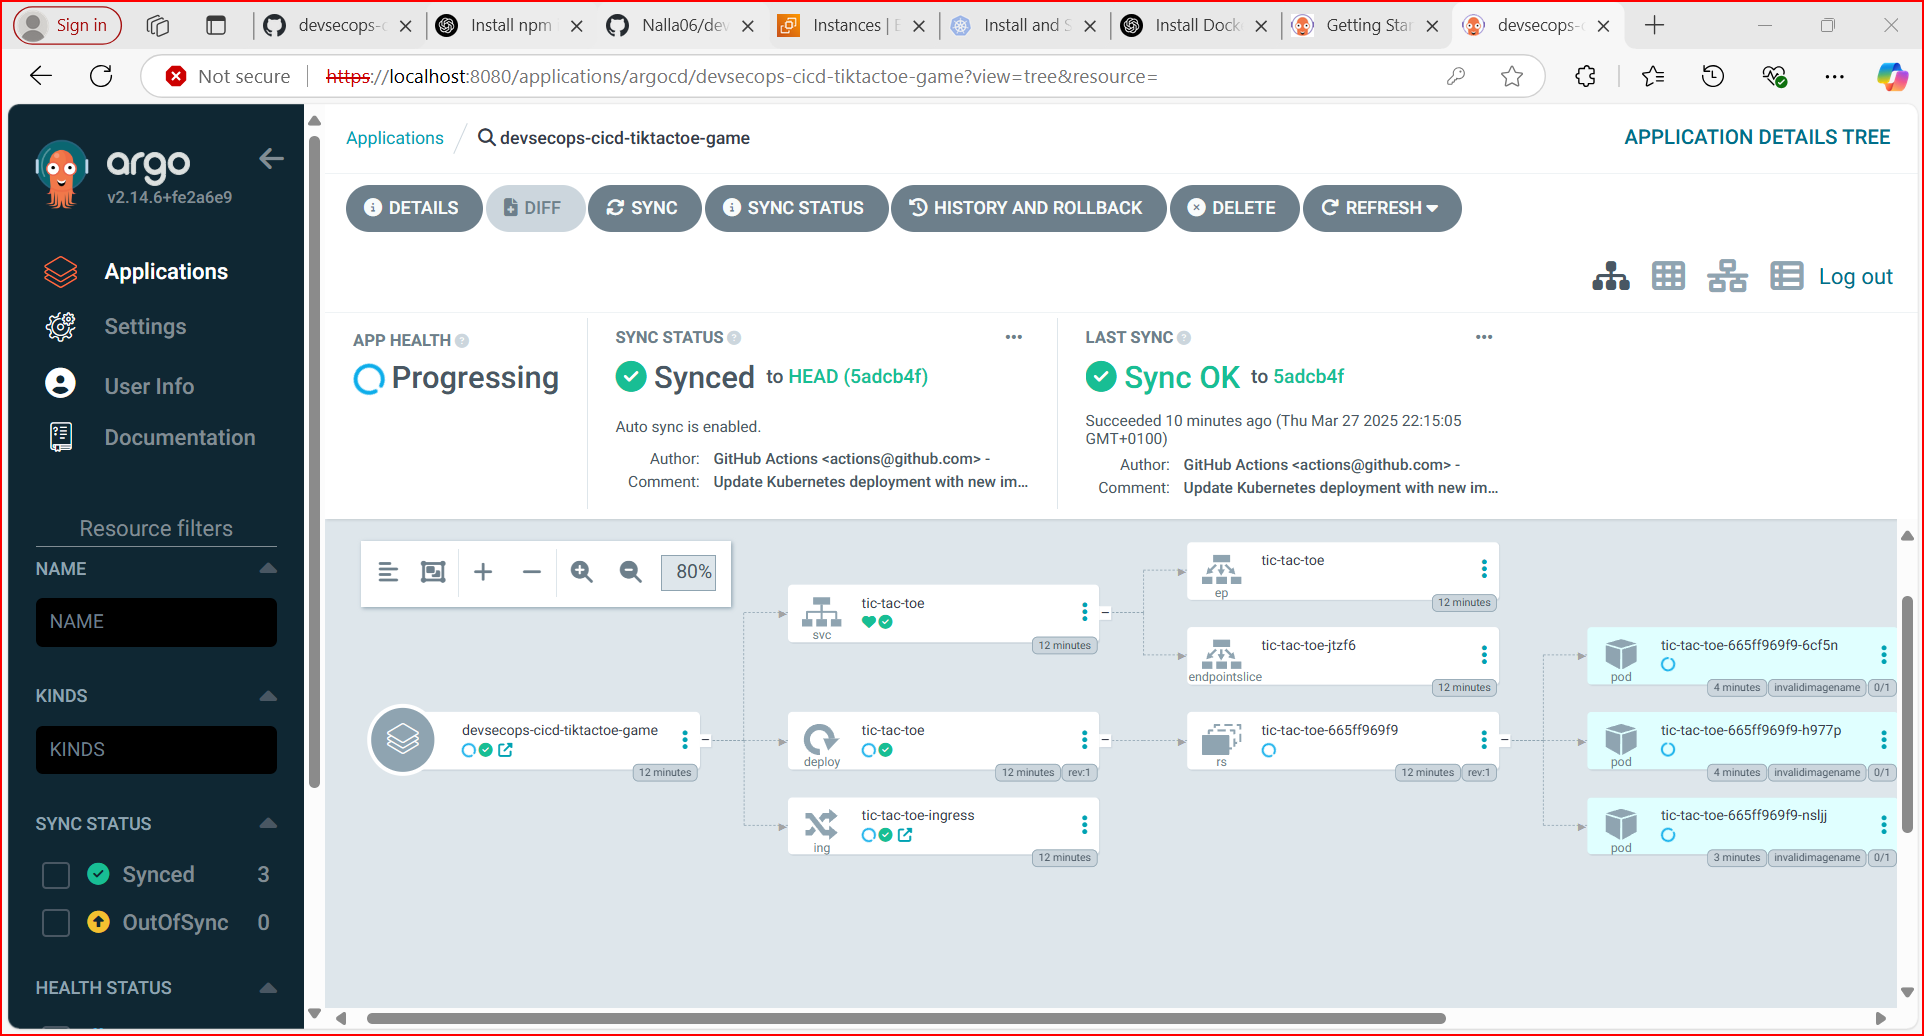 Sign in
devsecops-c
Install npm
Nalla06/dev
Instances | E
Install and S
Install Docke
Getting Star
devsecops-c
Not secure
https://localhost:8080/applications/argocd/devsecops-cicd-tiktactoe-game?view=tree&resource=
argo
v2.14.6+fe2a6e9
Applications
Settings
User Info
Documentation
Resource filters
NAME
NAME
KINDS
KINDS
SYNC STATUS
Synced 3
OutOfSync 0
HEALTH STATUS
Applications / devsecops-cicd-tiktactoe-game
APPLICATION DETAILS TREE
DETAILS DIFF SYNC SYNC STATUS HISTORY AND ROLLBACK DELETE REFRESH
Log out
APP HEALTH
Progressing
SYNC STATUS
Synced to HEAD (5adcb4f)
Auto sync is enabled.
Author: GitHub Actions <actions@github.com> -
Comment: Update Kubernetes deployment with new im...
LAST SYNC
Sync OK to 5adcb4f
Succeeded 10 minutes ago (Thu Mar 27 2025 22:15:05
GMT+0100)
Author: GitHub Actions <actions@github.com> -
Comment: Update Kubernetes deployment with new im...
80%
devsecops-cicd-tiktactoe-game
12 minutes
tic-tac-toe
svc
12 minutes
tic-tac-toe
deploy
12 minutes rev:1
tic-tac-toe-ingress
ing
12 minutes
tic-tac-toe
ep
12 minutes
tic-tac-toe-jtzf6
endpointslice
12 minutes
tic-tac-toe-665ff969f9
rs
12 minutes rev:1
tic-tac-toe-665ff969f9-6cf5n
pod
4 minutes invalidimagename 0/1
tic-tac-toe-665ff969f9-h977p
pod
4 minutes invalidimagename 0/1
tic-tac-toe-665ff969f9-nsljj
pod
3 minutes invalidimagename 0/1